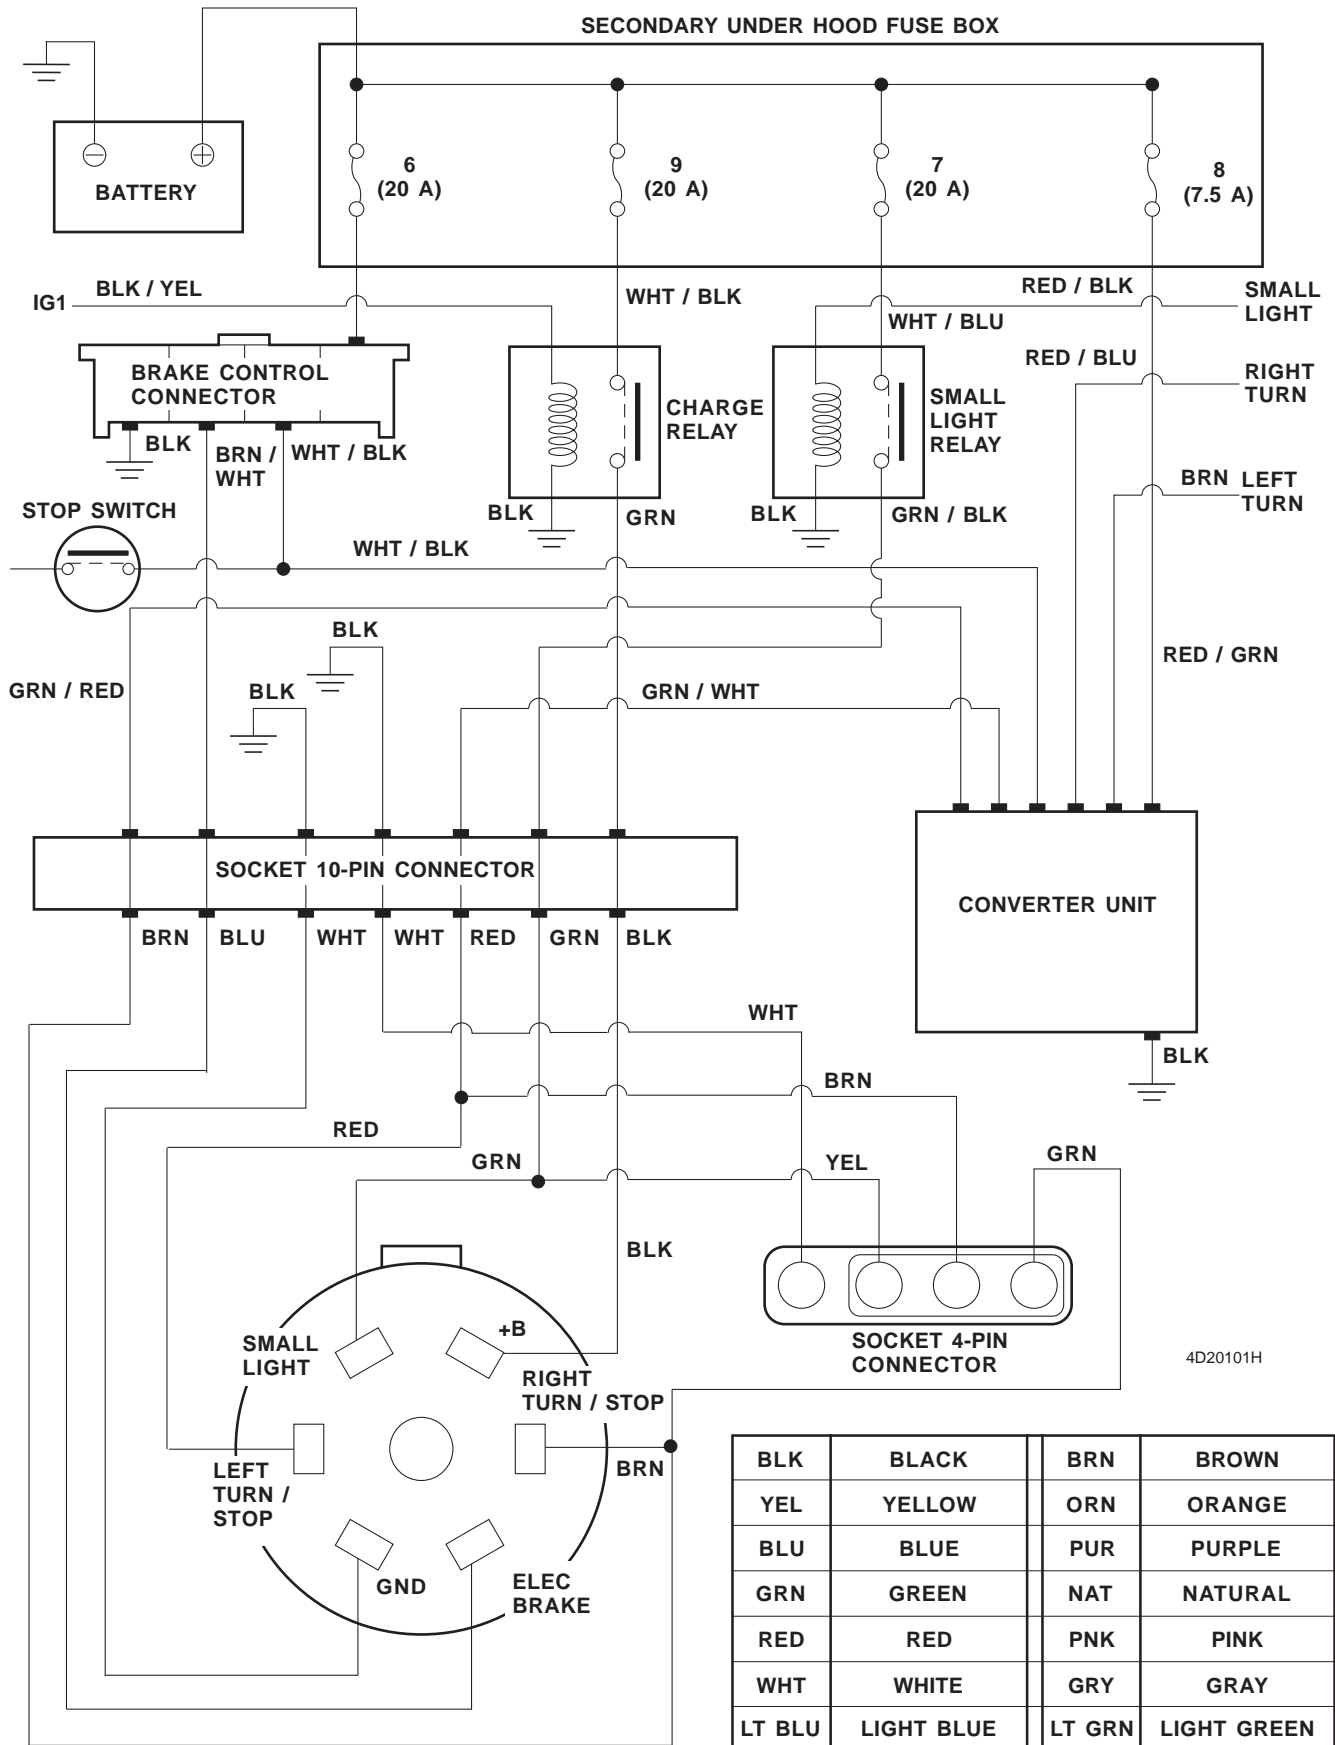 SECONDARY UNDER HOOD FUSE BOX
6
(20 A)
9
(20 A)
7
(20 A)
8
(7.5 A)
BATTERY
IG1
BLK / YEL
WHT / BLK
RED / BLK
SMALL
LIGHT
WHT / BLU
RED / BLU
RIGHT
TURN
BRAKE CONTROL
CONNECTOR
CHARGE
RELAY
SMALL
LIGHT
RELAY
BLK
BRN /
WHT
WHT / BLK
BRN
LEFT
TURN
STOP SWITCH
BLK
GRN
BLK
GRN / BLK
WHT / BLK
BLK
RED / GRN
GRN / RED
BLK
GRN / WHT
SOCKET 10-PIN CONNECTOR
CONVERTER UNIT
BRN
BLU
WHT
WHT
RED
GRN
BLK
WHT
BLK
BRN
RED
GRN
YEL
GRN
BLK
SMALL
LIGHT
+B
RIGHT
TURN / STOP
SOCKET 4-PIN
CONNECTOR
4D20101H
LEFT
TURN /
STOP
BRN
GND
ELEC
BRAKE
BLK BLACK BRN BROWN
YEL YELLOW ORN ORANGE
BLU BLUE PUR PURPLE
GRN GREEN NAT NATURAL
RED RED PNK PINK
WHT WHITE GRY GRAY
LT BLU LIGHT BLUE LT GRN LIGHT GREEN